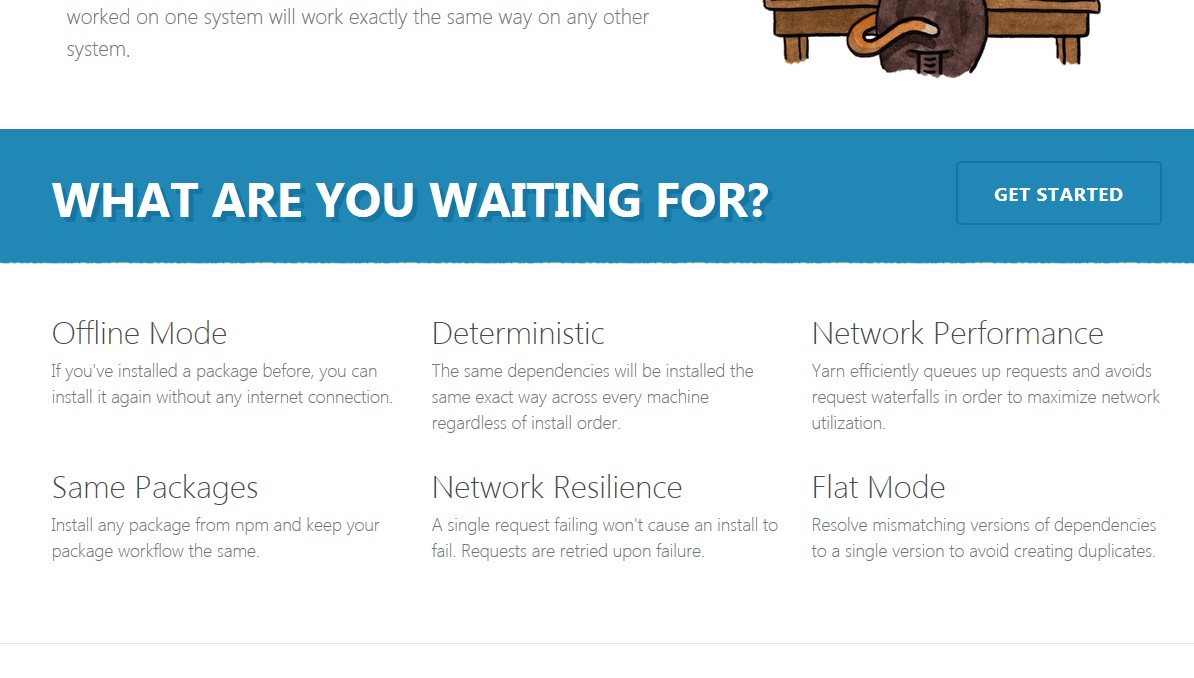 worked on one system will work exactly the same way on any other
system.
WHAT ARE YOU WAITING FOR?
GET STARTED
Offline Mode
If you've installed a package before, you can
install it again without any internet connection.
Deterministic
The same dependencies will be installed the
same exact way across every machine
regardless of install order.
Network Performance
Yarn efficiently queues up requests and avoids
request waterfalls in order to maximize network
utilization.
Same Packages
Install any package from npm and keep your
package workflow the same.
Network Resilience
A single request failing won't cause an install to
fail. Requests are retried upon failure.
Flat Mode
Resolve mismatching versions of dependencies
to a single version to avoid creating duplicates.